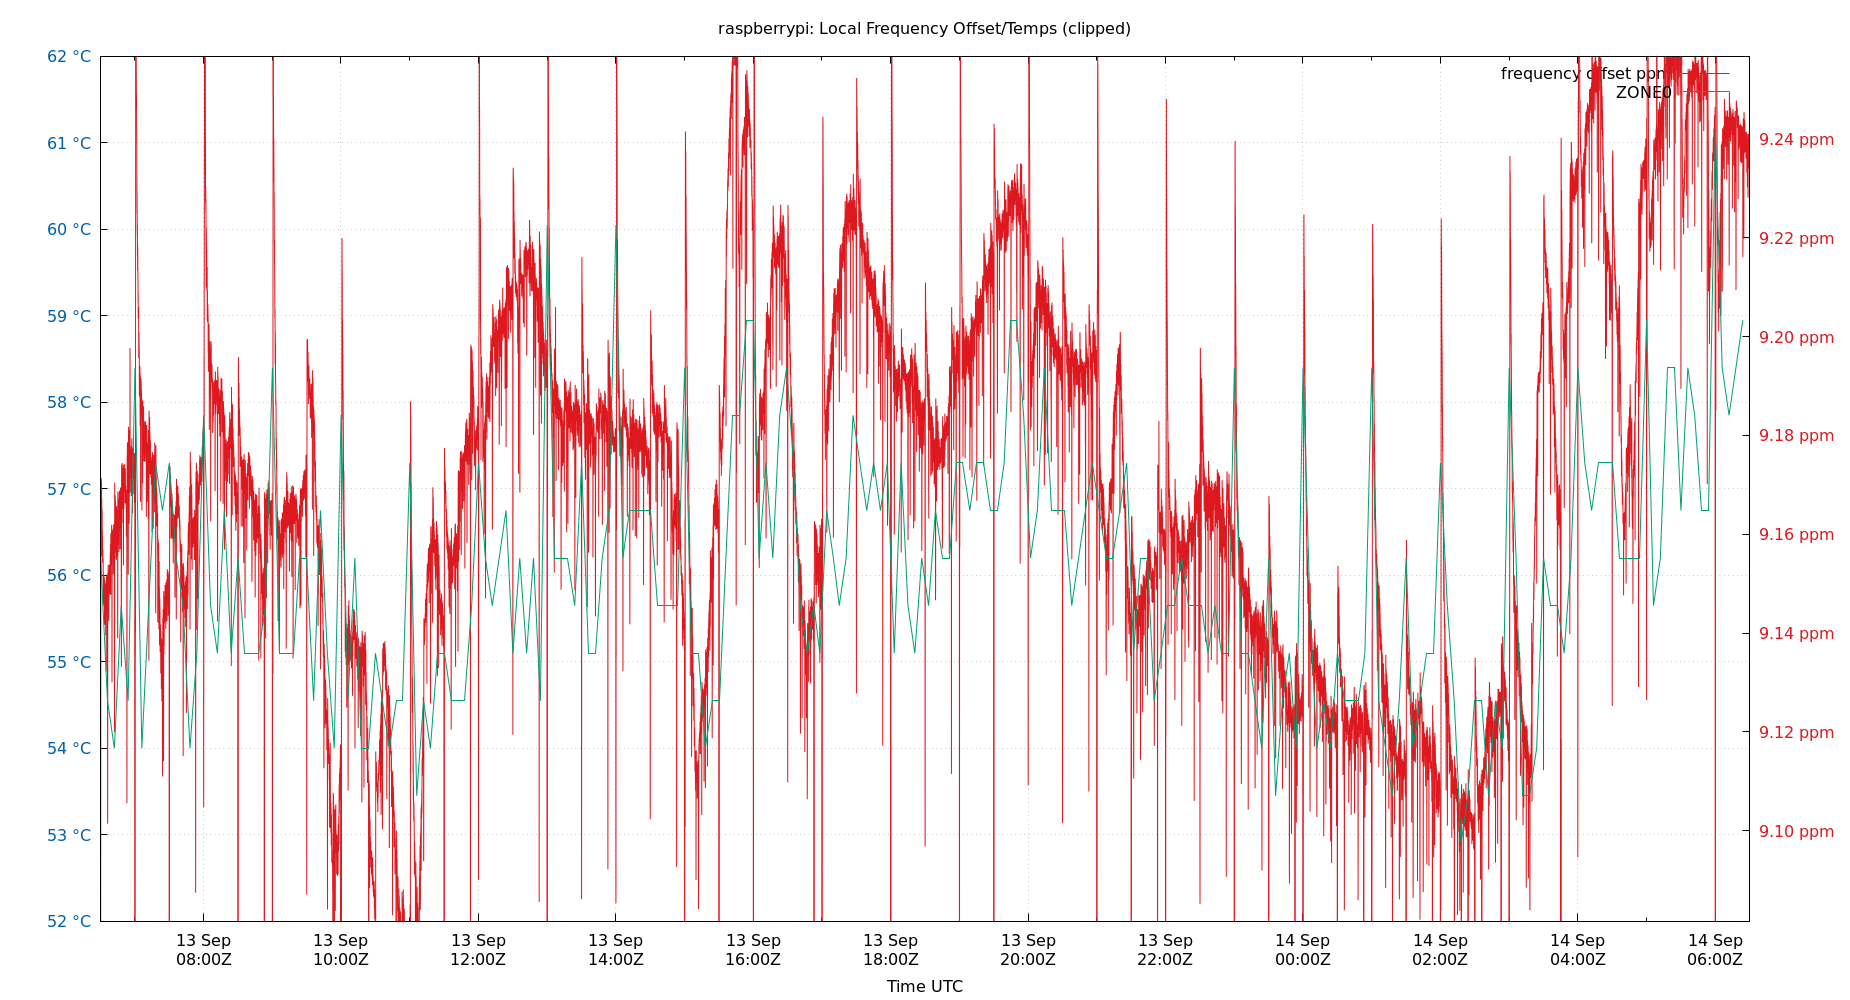 raspberrypi: Local Frequency Offset/Temps (clipped)
62 °C
61 °C
60 °C
59 °C
58 °C
57 °C
56 °C
55 °C
54 °C
53 °C
52 °C
frequency offset ppm
ZONE0
9.24 ppm
9.22 ppm
9.20 ppm
9.18 ppm
9.16 ppm
9.14 ppm
9.12 ppm
9.10 ppm
13 Sep 13 Sep 13 Sep 13 Sep 13 Sep 13 Sep 13 Sep 13 Sep 14 Sep 14 Sep 14 Sep 14 Sep
08:00Z 10:00Z 12:00Z 14:00Z 16:00Z 18:00Z 20:00Z 22:00Z 00:00Z 02:00Z 04:00Z 06:00Z
Time UTC